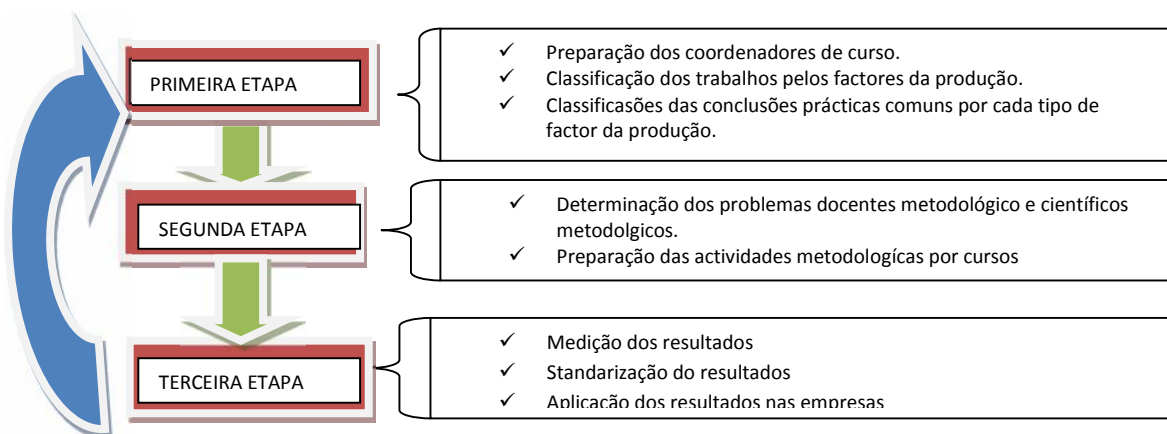 PRIMEIRA ETAPA
✓ Preparação dos coordenadores de curso.
✓ Classificação dos trabalhos pelos factores da produção.
✓ Classificasões das conclusões prácticas comuns por cada tipo de
factor da produção.
SEGUNDA ETAPA
✓ Determinação dos problemas docentes metodológico e científicos
metodolgicos.
✓ Preparação das actividades metodologícas por cursos
TERCEIRA ETAPA
✓ Medição dos resultados
✓ Standarização do resultados
✓ Aplicação dos resultados nas empresas